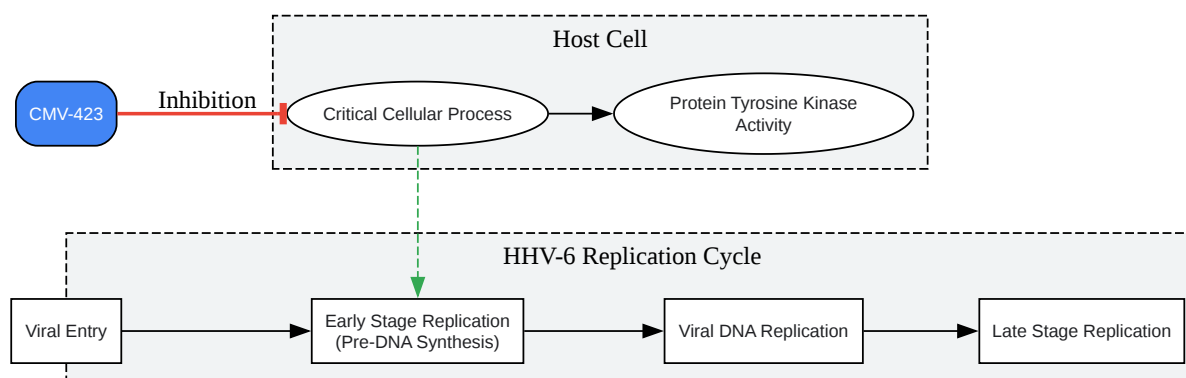 Host Cell
CMV-423
Inhibition
Critical Cellular Process
Protein Tyrosine Kinase
Activity
HHV-6 Replication Cycle
Viral Entry
Early Stage Replication
(Pre-DNA Synthesis)
Viral DNA Replication
Late Stage Replication